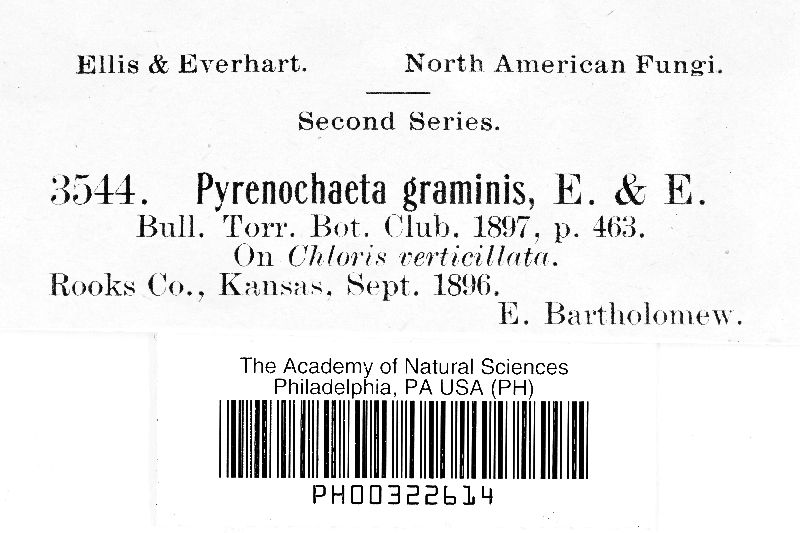 Ellis & Everhart. North American Fungi.
Second Series.
3544. Pyrenochaeta graminis, E. & E.
Bull. Torr. Bot. Club. 1897, p. 463.
On Chloris verticillata.
Rooks Co., Kansas, Sept. 1896.
E. Bartholomew.
The Academy of Natural Sciences
Philadelphia, PA USA (PH)
PH00322614